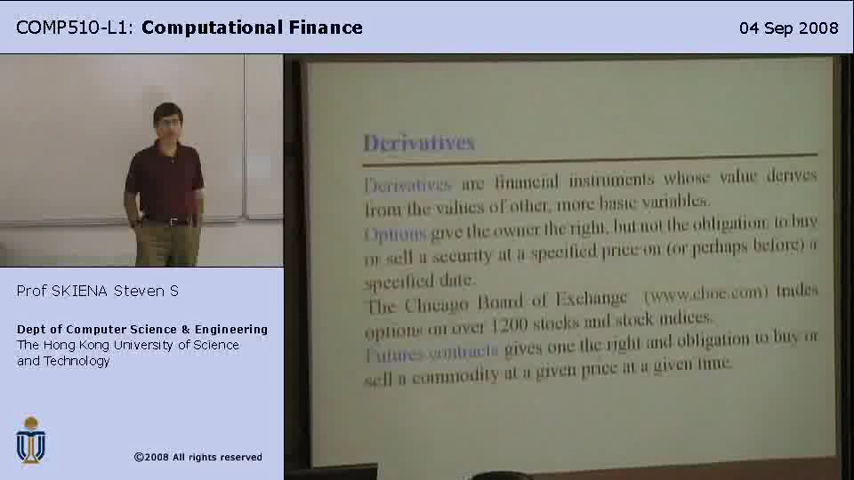 COMP510-L1: Computational Finance
04 Sep 2008
Derivatives
Derivatives are financial instruments whose value derives
from the values of other, more basic variables.
Options give the owner the right, but not the obligation, to buy
or sell a security at a specified price on (or perhaps before) a
specified date.
The Chicago Board of Exchange (www.cboe.com) trades
options on over 1200 stocks and stock indices.
Futures contracts gives one the right and obligation to buy or
sell a commodity at a given price at a given time.
Prof SKIENA Steven S
Dept of Computer Science & Engineering
The Hong Kong University of Science
and Technology
©2008 All rights reserved